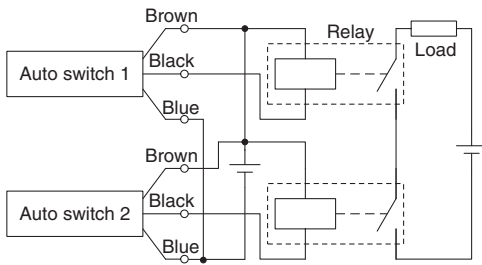 Brown
Relay
Load
Auto switch 1
Black
Blue
Brown
Auto switch 2
Black
Blue